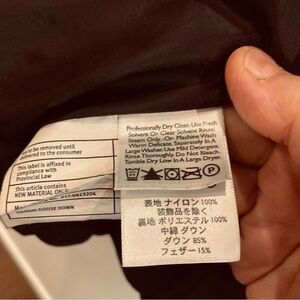 to be removed until
delivered to the consumer
This label is affixed in
compliance with
Provincial Law
This article contains
NEW MATERIAL ONLY
GOOSE DOWN
Professionally Dry Clean. Use Fresh
Solvent Or Clear Solvent Rinse.
Steam Only.-Or- Machine Wash
Warm Delicate, Separately In A
Large Washer. Use Mild Detergent.
Rinse Thoroughly. Do Not Bleach.
Tumble Dry Low In A Large Dryer.
P
表地 ナイロン 100%
装飾品を除く
裏地 ポリエステル 100%
中綿 ダウン
ダウン 85%
フェザー 15%